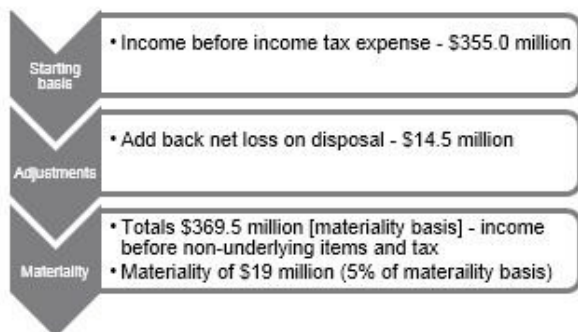 Starting
basis
• Income before income tax expense - $355.0 million
Adjustments
• Add back net loss on disposal - $14.5 million
Materiality
• Totals $369.5 million [materiality basis] - income
before non-underlying items and tax
• Materiality of $19 million (5% of materaility basis)